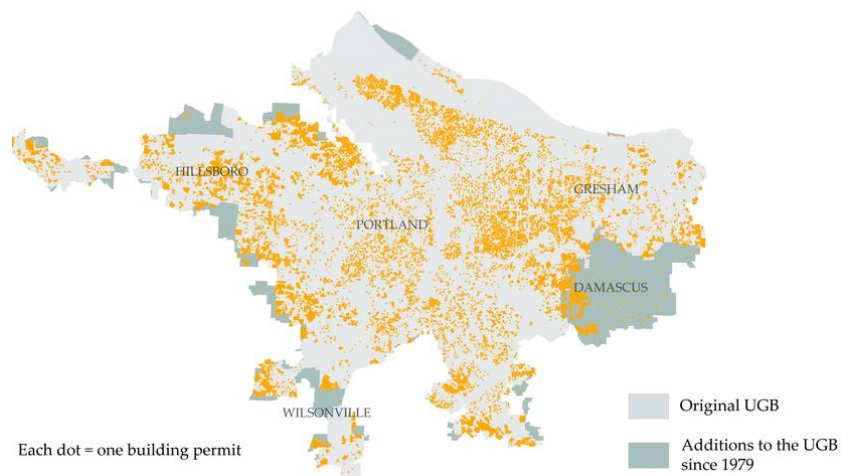 HILLSBORO
GRESHAM
PORTLAND
DAMASCUS
WILSONVILLE
Original UGB
Each dot = one building permit
Additions to the UGB
since 1979